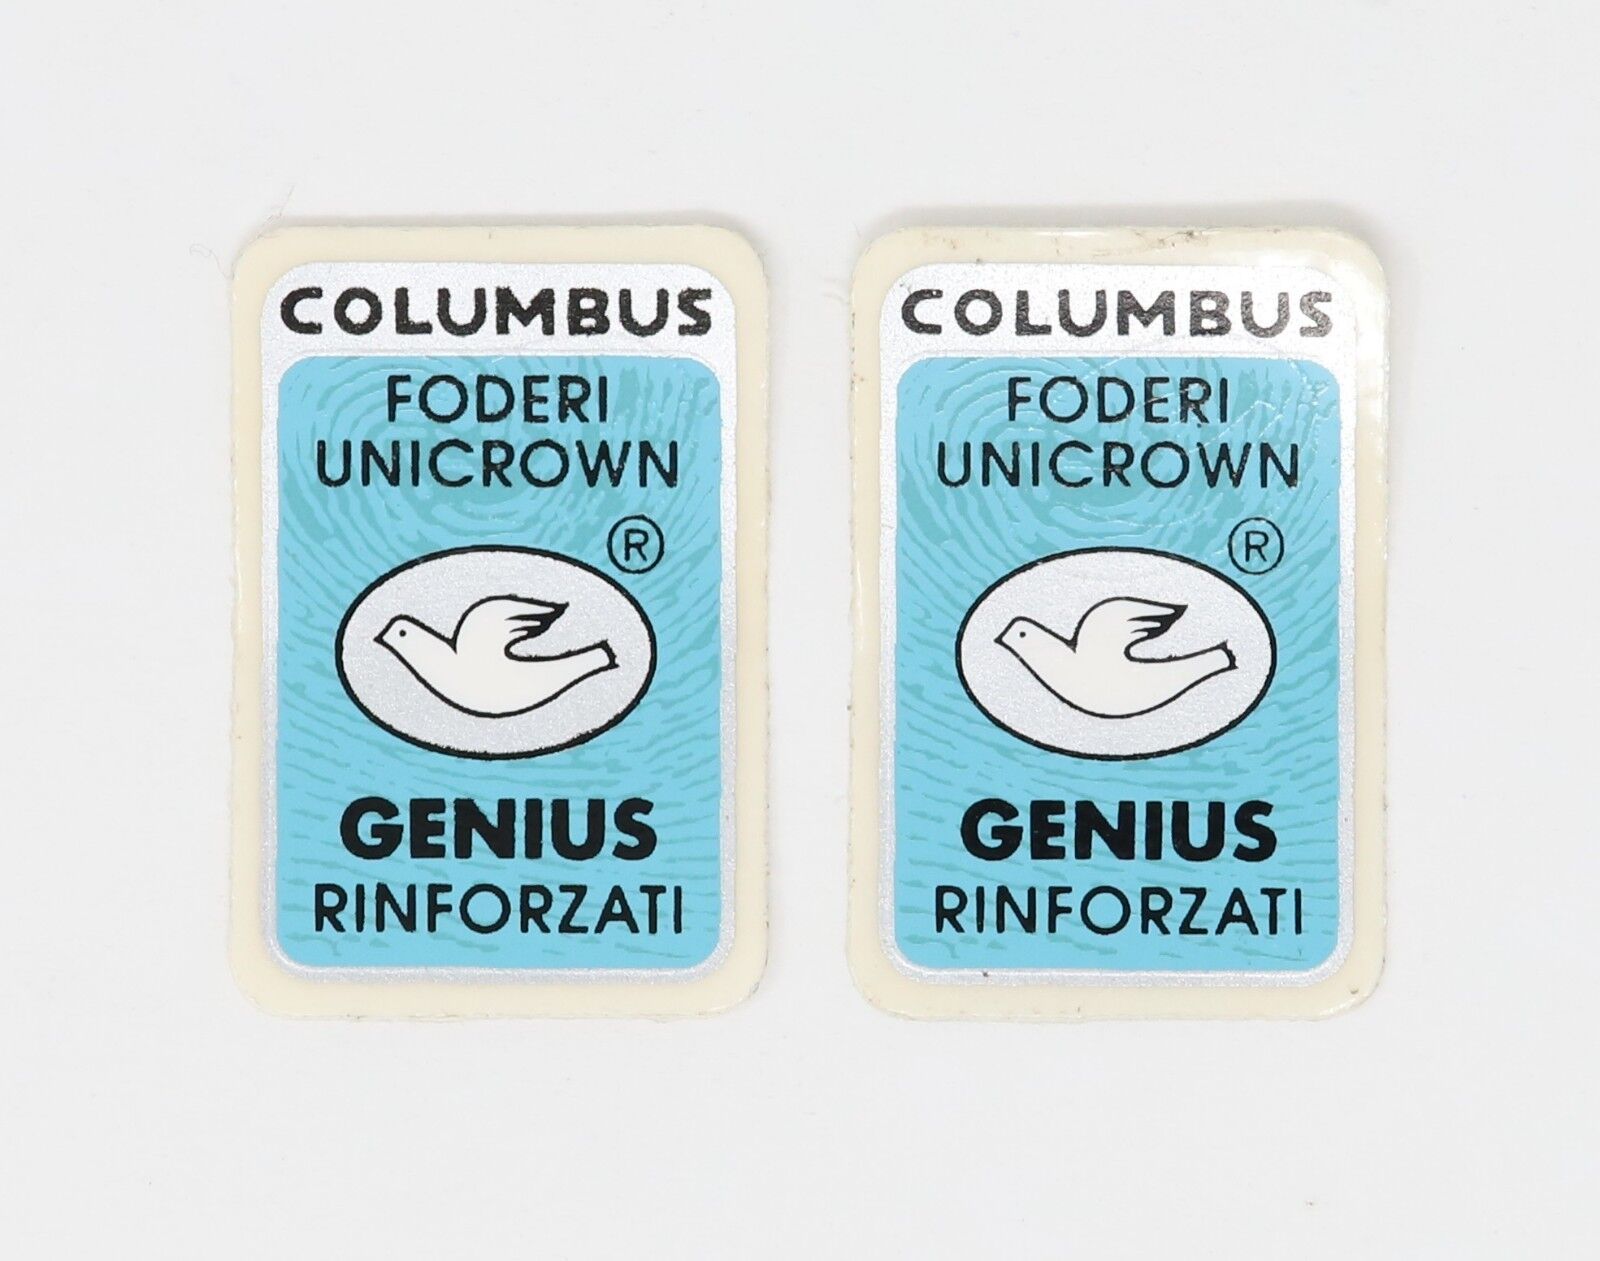 COLUMBUS
FODERI
UNICROWN
®
GENIUS
RINFORZATI
COLUMBUS
FODERI
UNICROWN
®
GENIUS
RINFORZATI